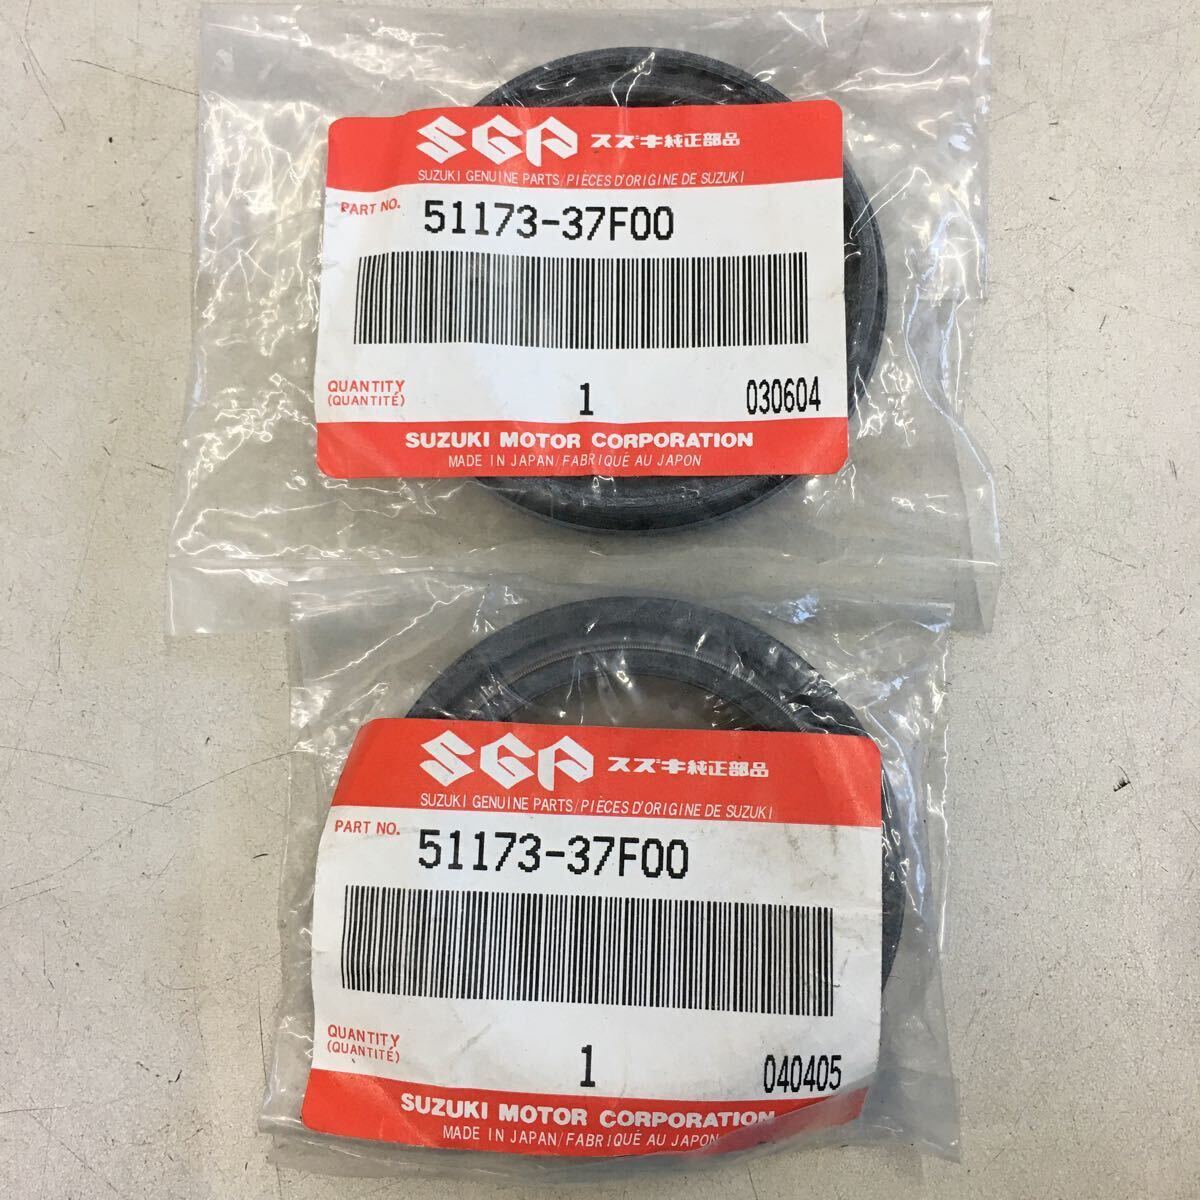 SGP スズキ純正部品
SUZUKI GENUINE PARTS/PIÈCES D'ORIGINE DE SUZUKI
PART NO. 51173-37F00
QUANTITY
(QUANTITÉ) 1 030604
SUZUKI MOTOR CORPORATION
MADE IN JAPAN/FABRIQUÉ AU JAPON
SGP スズキ純正部品
SUZUKI GENUINE PARTS/PIÈCES D'ORIGINE DE SUZUKI
PART NO. 51173-37F00
QUANTITY
(QUANTITÉ) 1 040405
SUZUKI MOTOR CORPORATION
MADE IN JAPAN/FABRIQUÉ AU JAPON